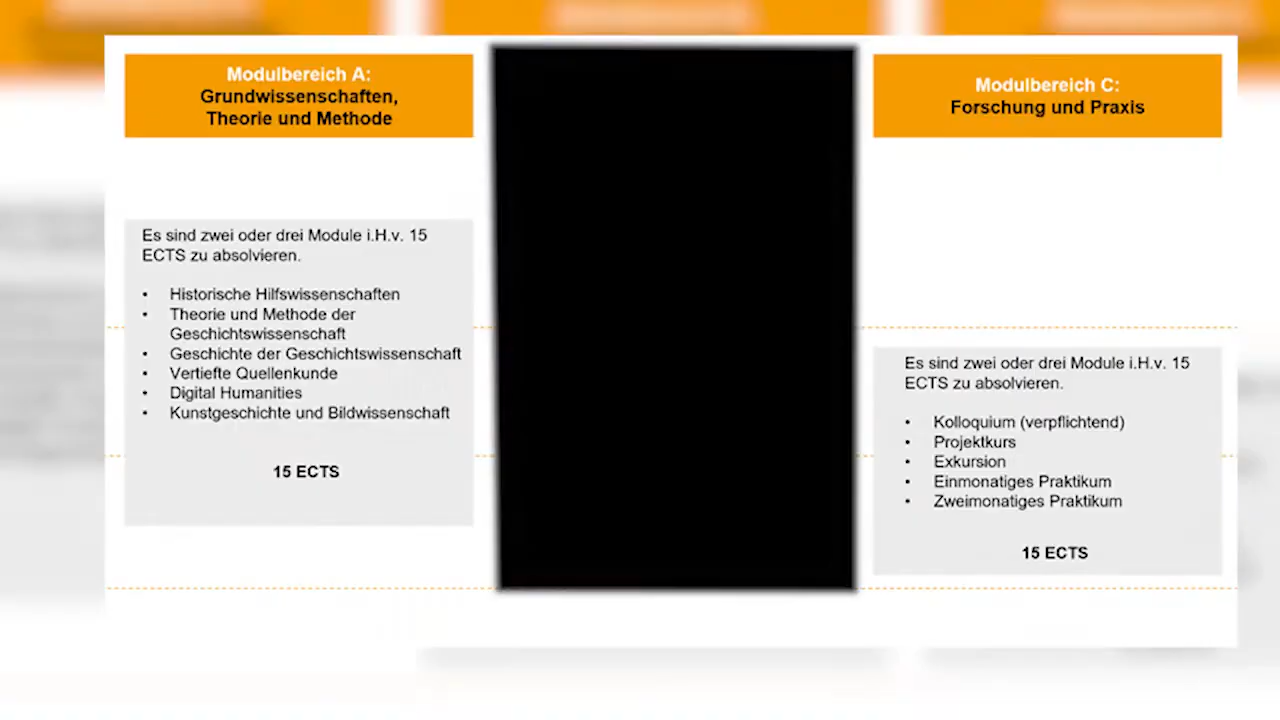 Modulbereich A:
Grundwissenschaften,
Theorie und Methode
Es sind zwei oder drei Module i.H.v. 15
ECTS zu absolvieren.
• Historische Hilfswissenschaften
• Theorie und Methode der
Geschichtswissenschaft
• Geschichte der Geschichtswissenschaft
• Vertiefte Quellenkunde
• Digital Humanities
• Kunstgeschichte und Bildwissenschaft
15 ECTS
Modulbereich C:
Forschung und Praxis
Es sind zwei oder drei Module i.H.v. 15
ECTS zu absolvieren.
• Kolloquium (verpflichtend)
• Projektkurs
• Exkursion
• Einmonatiges Praktikum
• Zweimonatiges Praktikum
15 ECTS